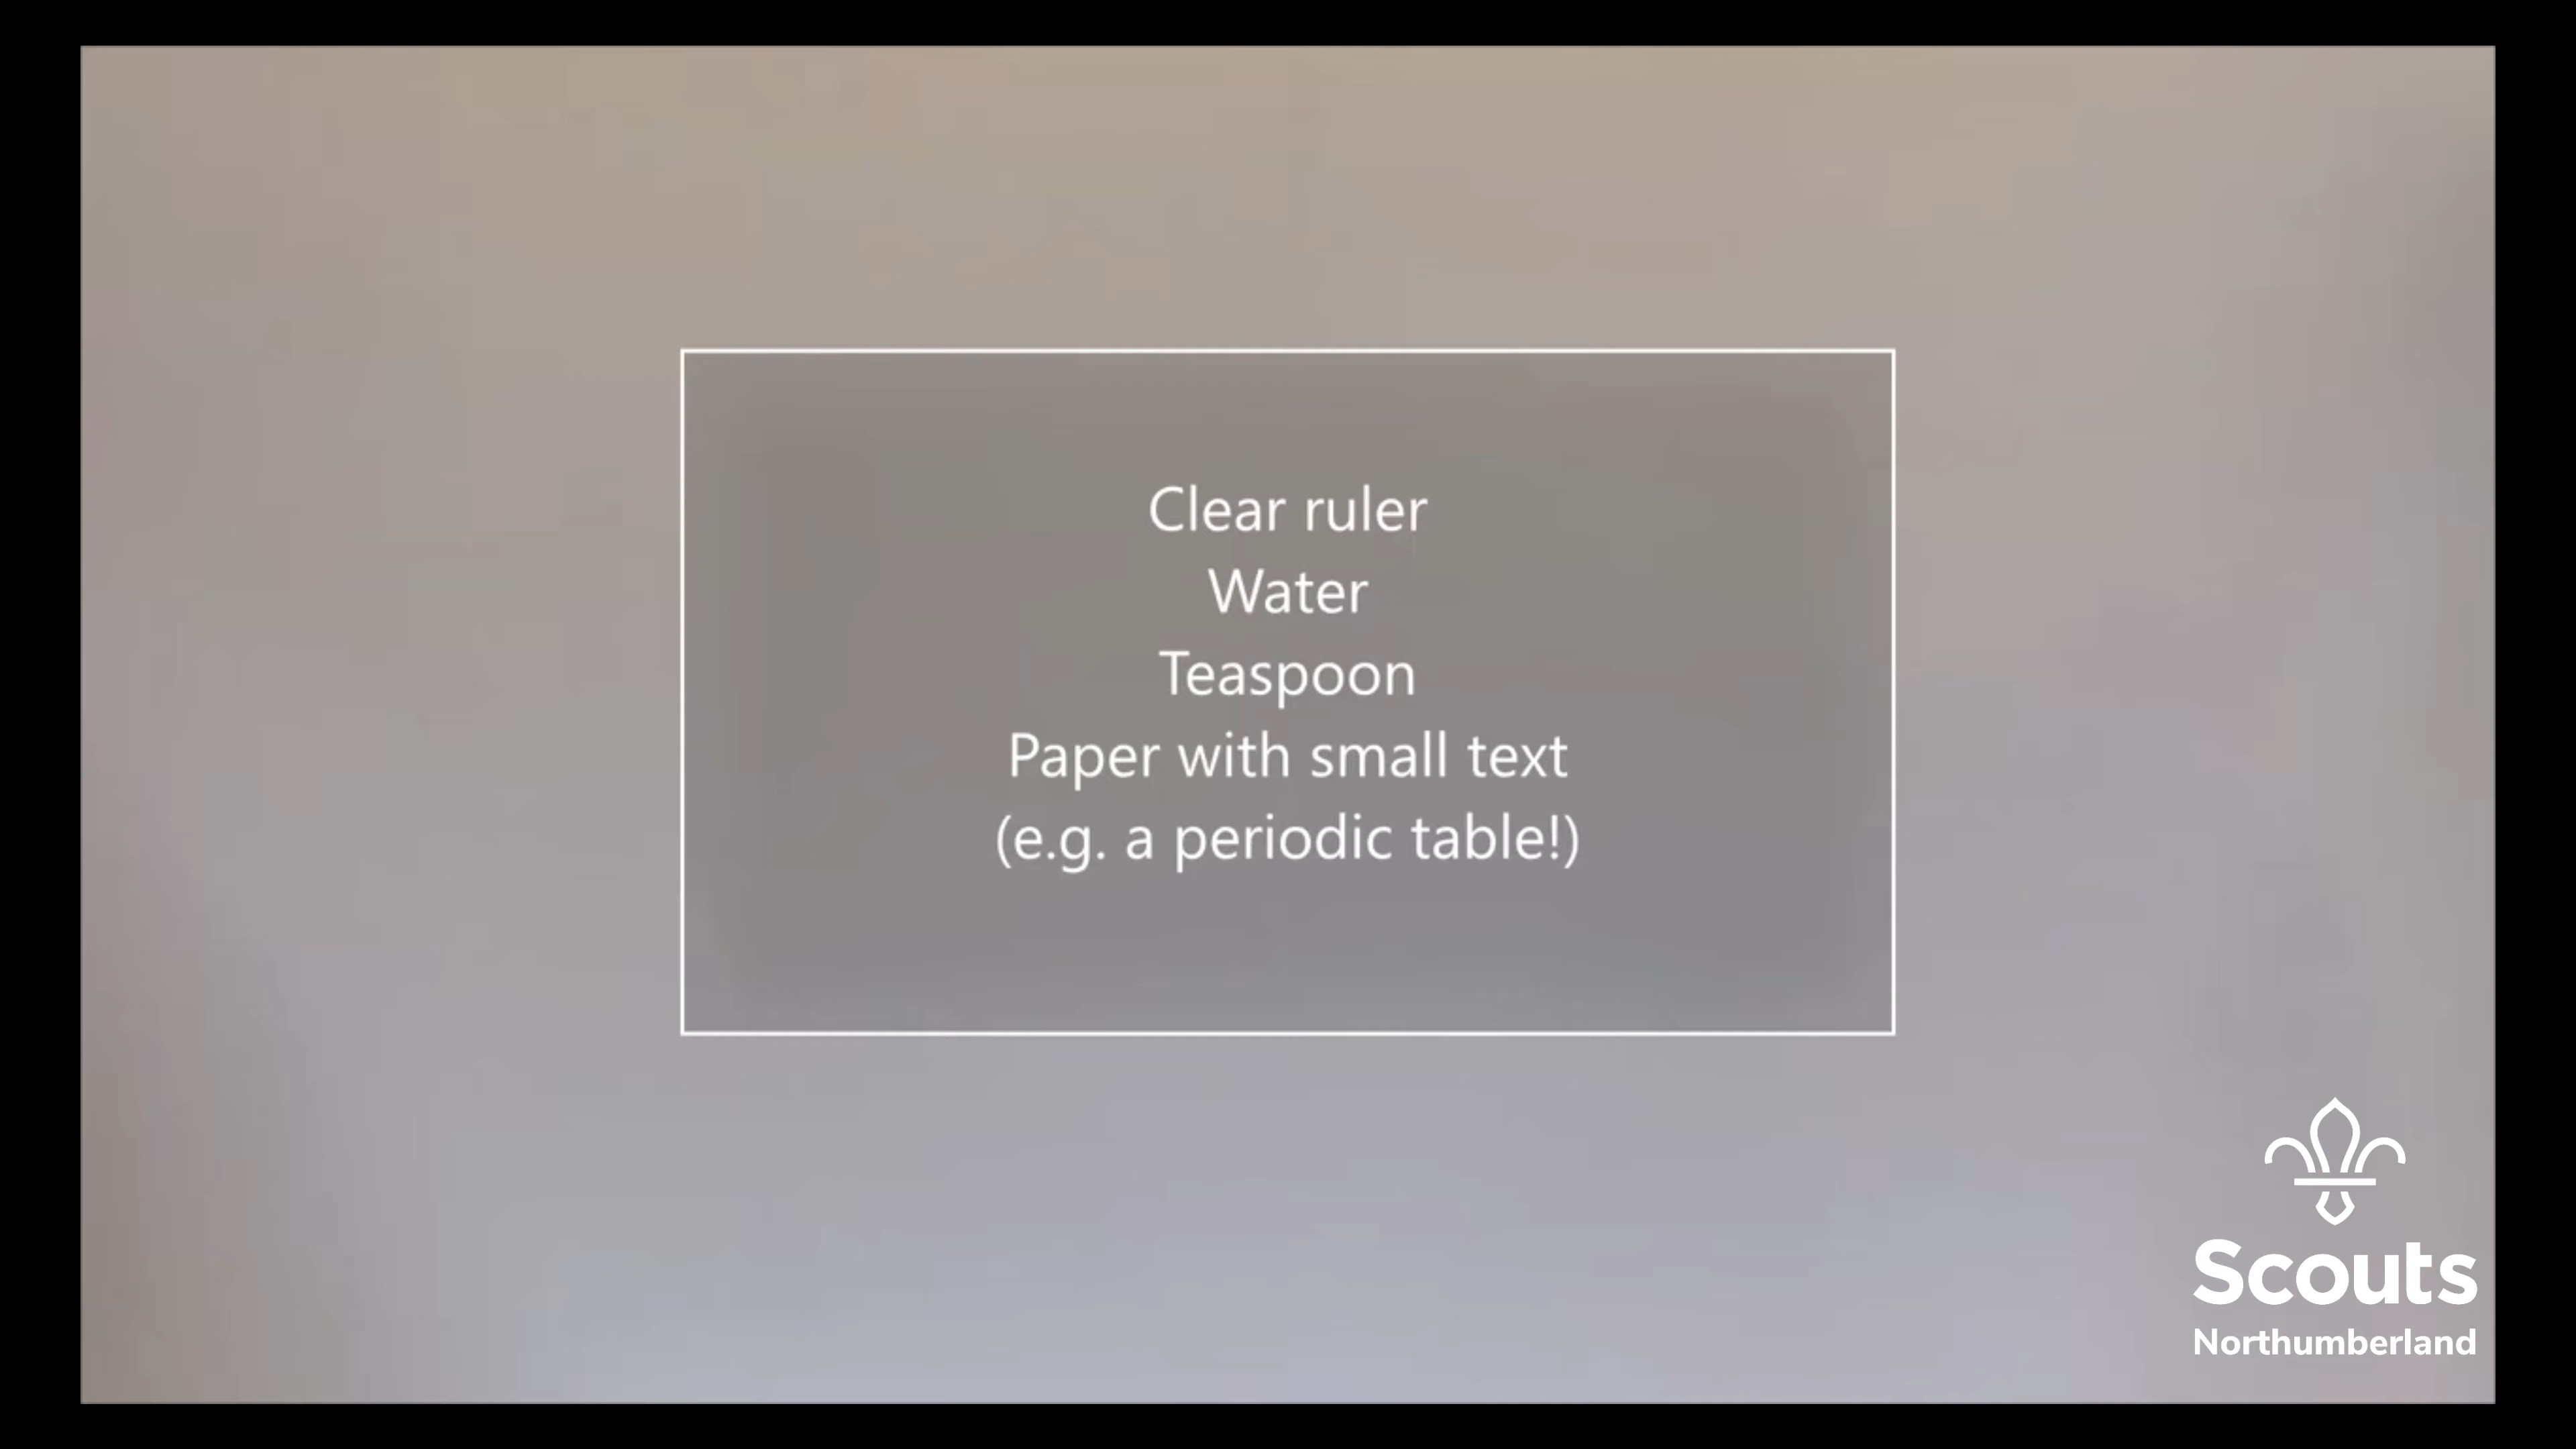 Clear ruler
Water
Teaspoon
Paper with small text
(e.g. a periodic table!)
Scouts
Northumberland